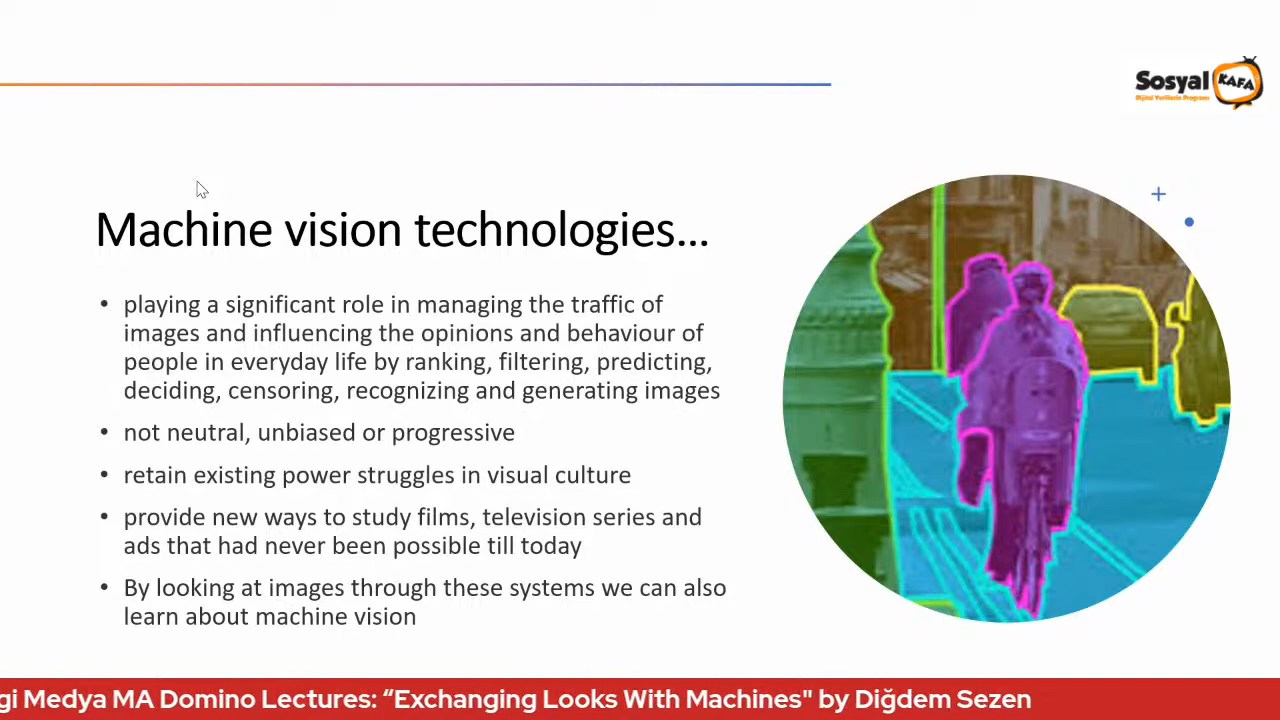 Sosyal KAFA
Dijital Yerlilerin Programı
Machine vision technologies...
• playing a significant role in managing the traffic of
images and influencing the opinions and behaviour of
people in everyday life by ranking, filtering, predicting,
deciding, censoring, recognizing and generating images
• not neutral, unbiased or progressive
• retain existing power struggles in visual culture
• provide new ways to study films, television series and
ads that had never been possible till today
• By looking at images through these systems we can also
learn about machine vision
gi Medya MA Domino Lectures: “Exchanging Looks With Machines" by Diğdem Sezen